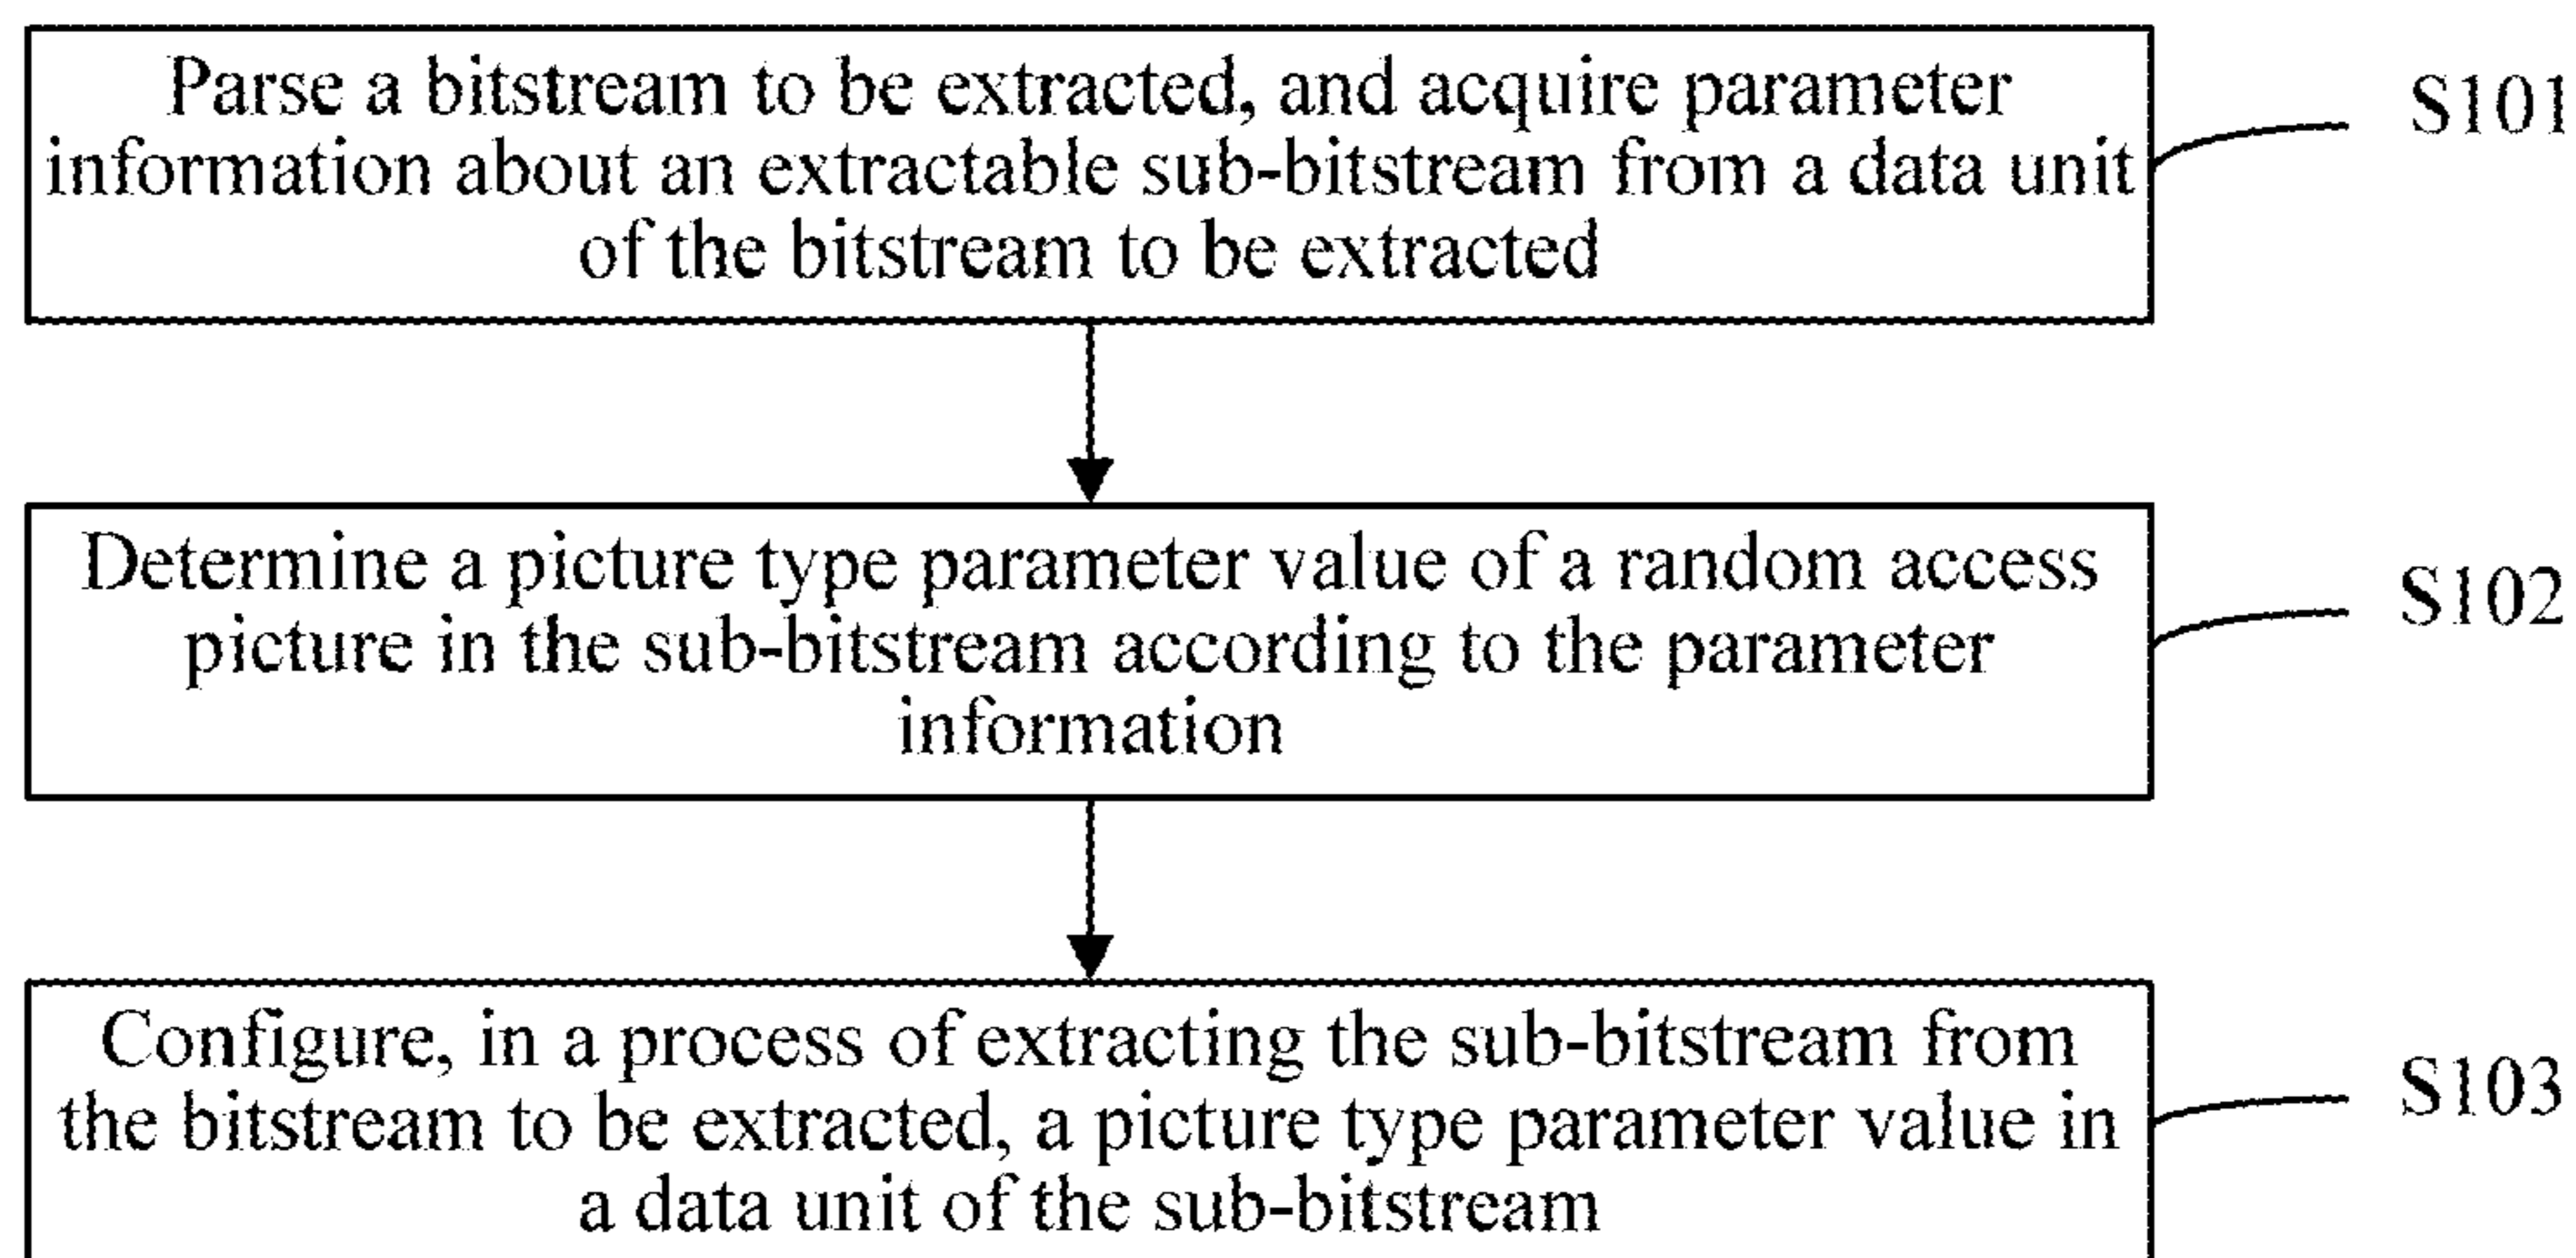 Parse a bitstream to be extracted, and acquire parameter
information about an extractable sub-bitstream from a data unit
of the bitstream to be extracted
S101
Determine a picture type parameter value of a random access
picture in the sub-bitstream according to the parameter
information
S102
Configure, in a process of extracting the sub-bitstream from
the bitstream to be extracted, a picture type parameter value in
a data unit of the sub-bitstream
S103